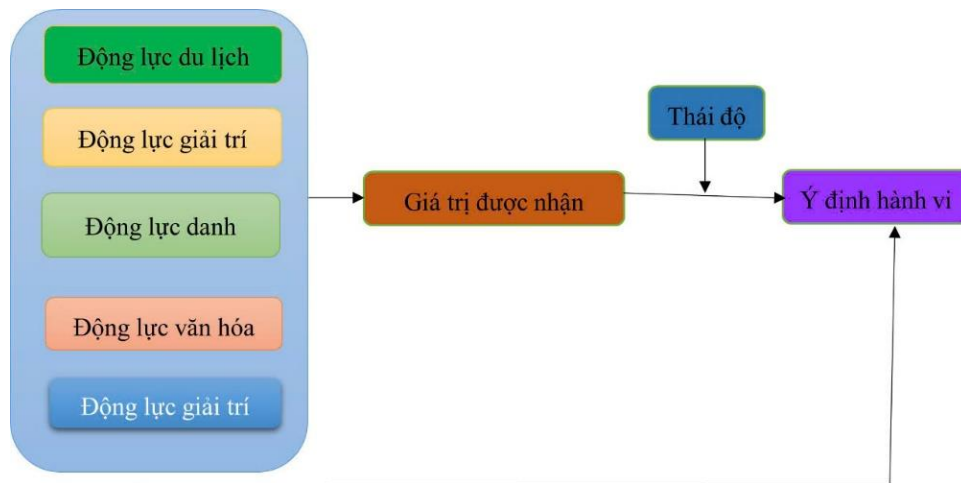 Động lực du lịch
Động lực giải trí
Động lực danh
Động lực văn hóa
Động lực giải trí
Giá trị được nhận
Thái độ
Ý định hành vi